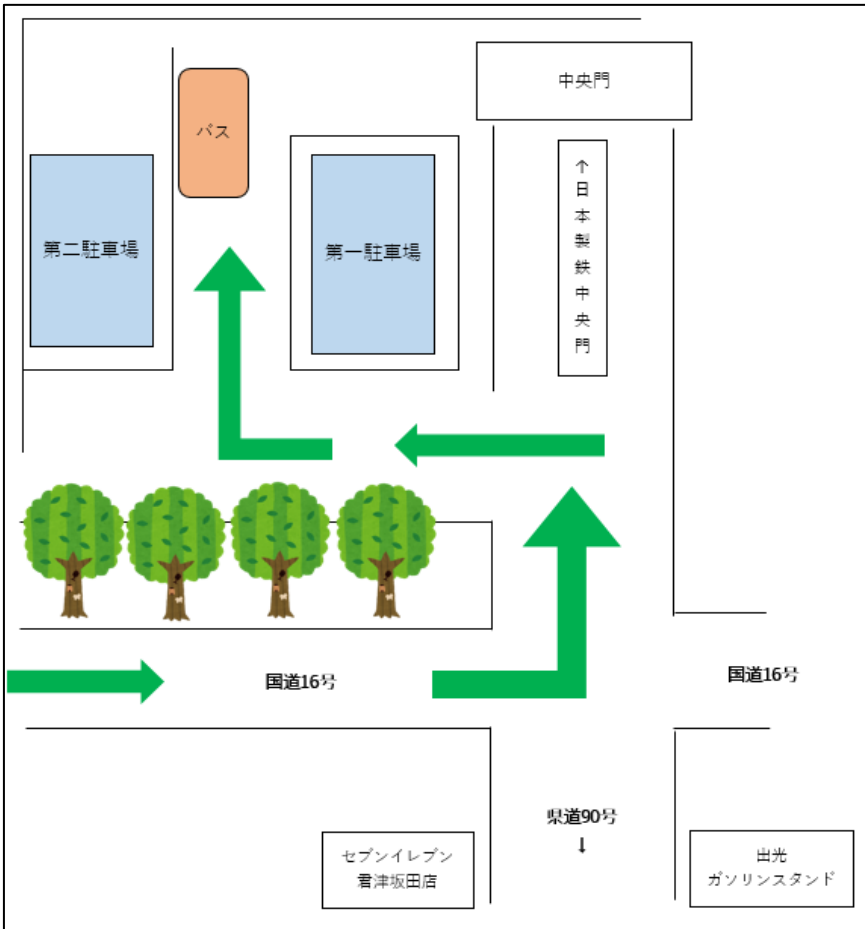 中央門
バス
↑日本製鉄中央門
第二駐車場
第一駐車場
国道16号
国道16号
県道90号
↓
セブンイレブン
君津坂田店
出光
ガソリンスタンド